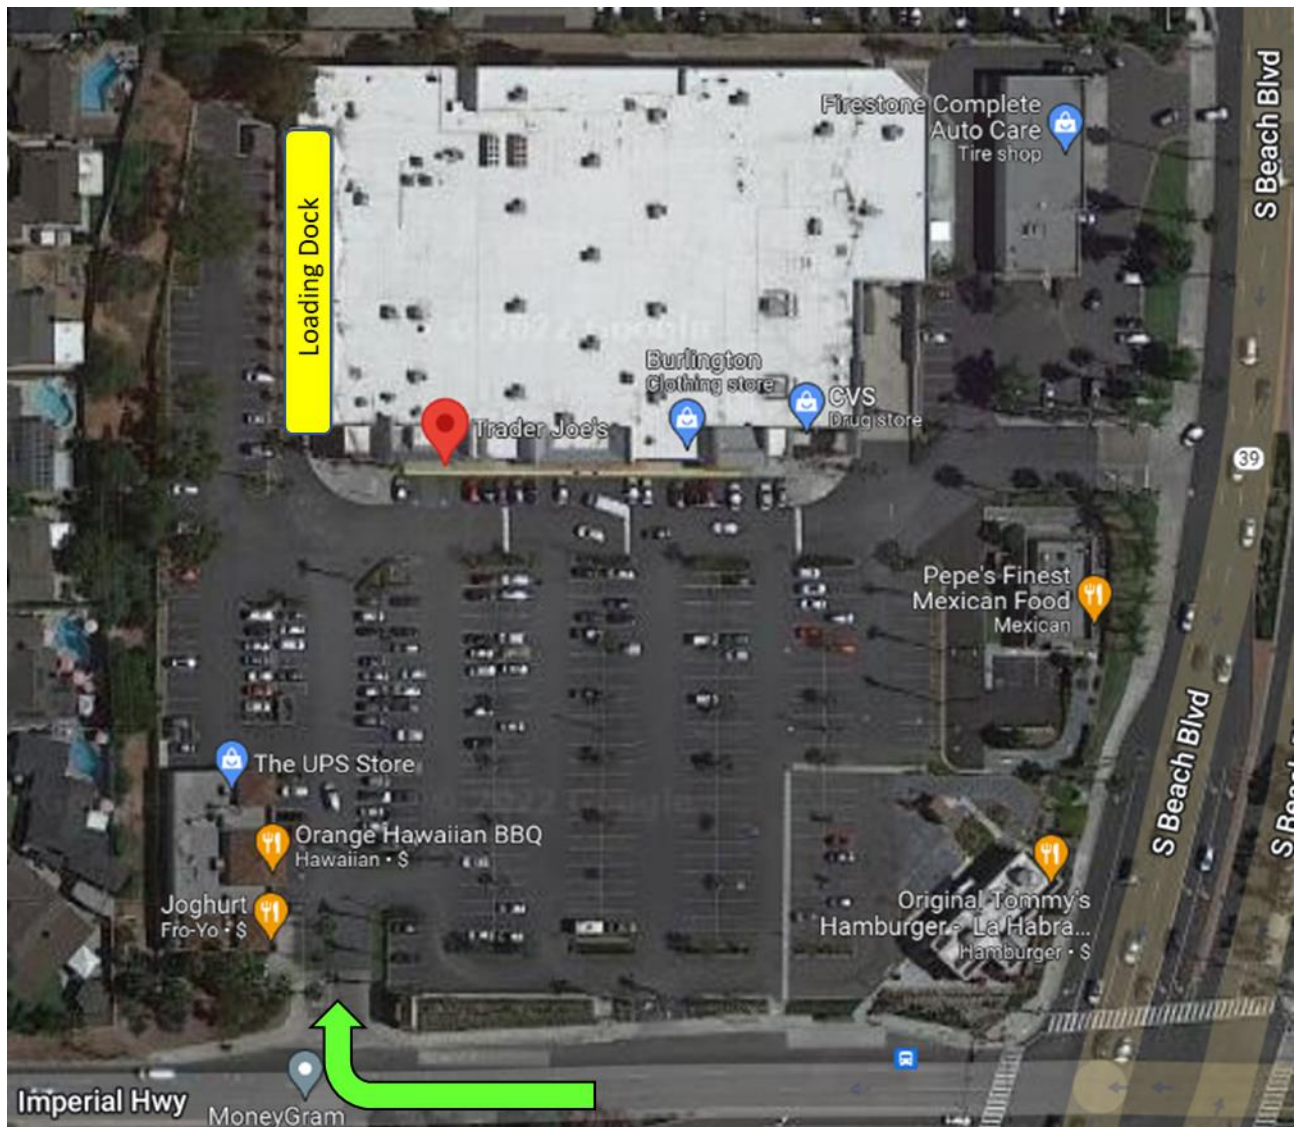 Firestone Complete
Auto Care
Tire shop
S Beach Blvd
Loading Dock
Burlington
Clothing store
CVS
Drug store
Trader Joe's
39
Pepe's Finest
Mexican Food
Mexican
The UPS Store
S Beach Blvd
Orange Hawaiian BBQ
Hawaiian • $
Joghurt
Fro-Yo • $
Original Tommy's
Hamburger - La Habra...
Hamburger • $
Imperial Hwy
MoneyGram